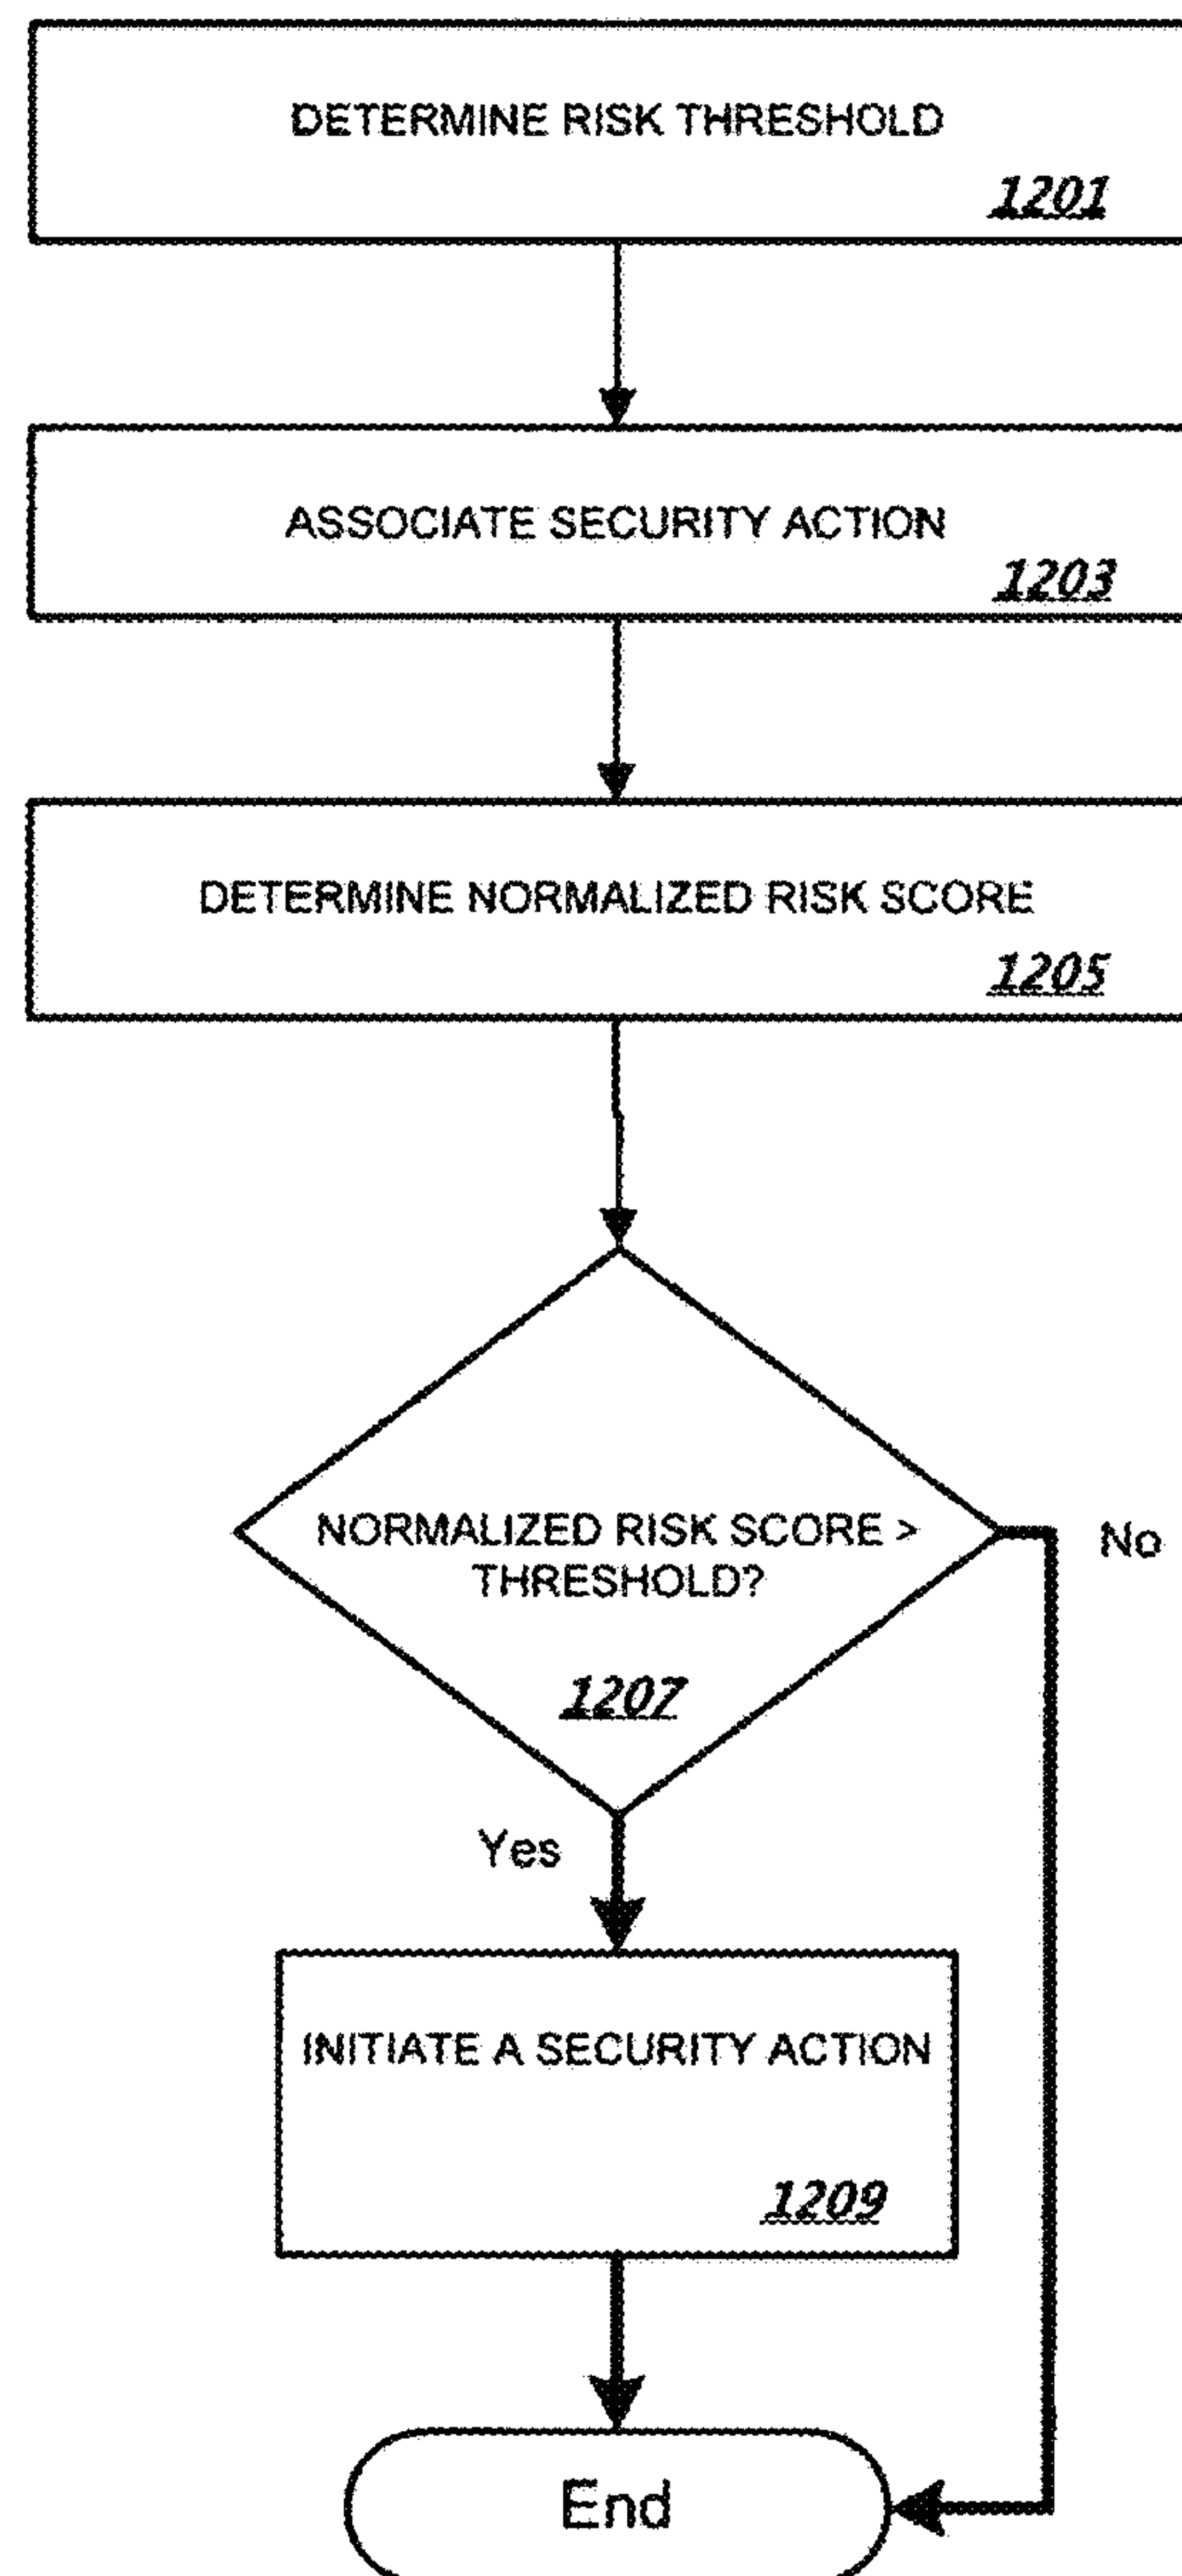 DETERMINE RISK THRESHOLD
1201
ASSOCIATE SECURITY ACTION
1203
DETERMINE NORMALIZED RISK SCORE
1205
NORMALIZED RISK SCORE >
THRESHOLD?
No
1207
Yes
INITIATE A SECURITY ACTION
1209
End